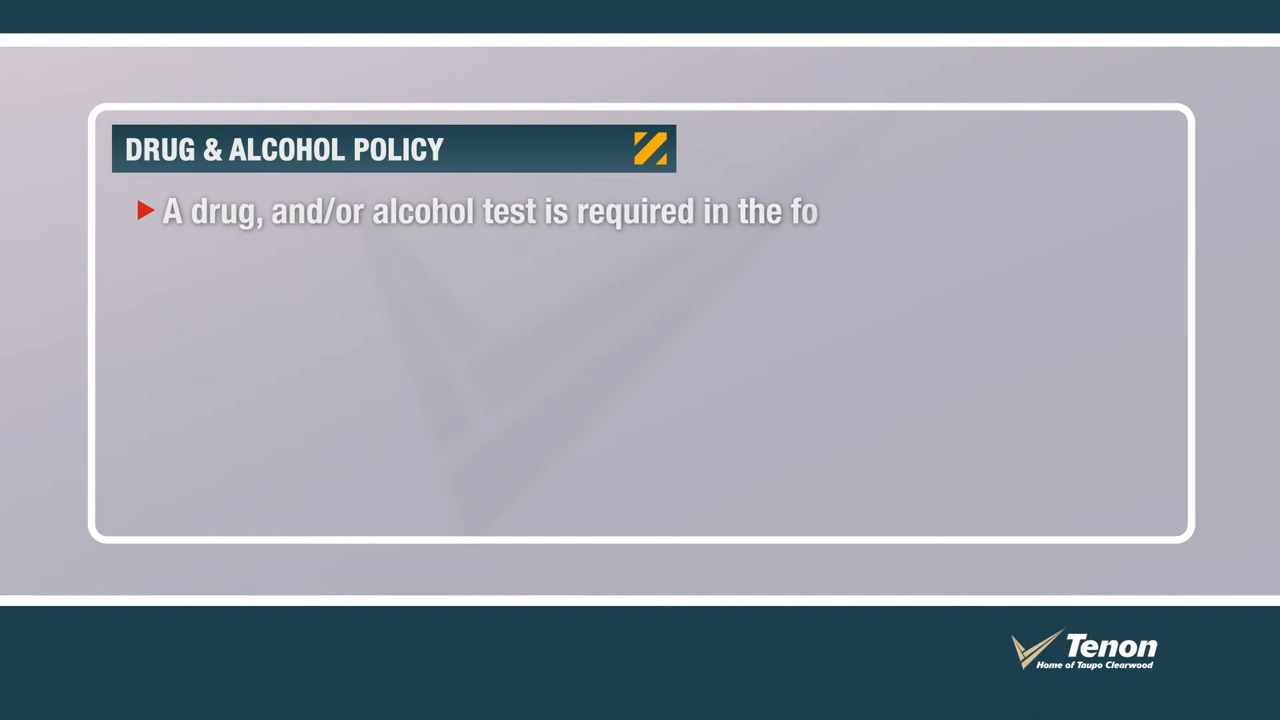 DRUG & ALCOHOL POLICY
A drug, and/or alcohol test is required in the fo
Tenon
Home of Taupo Clearwood